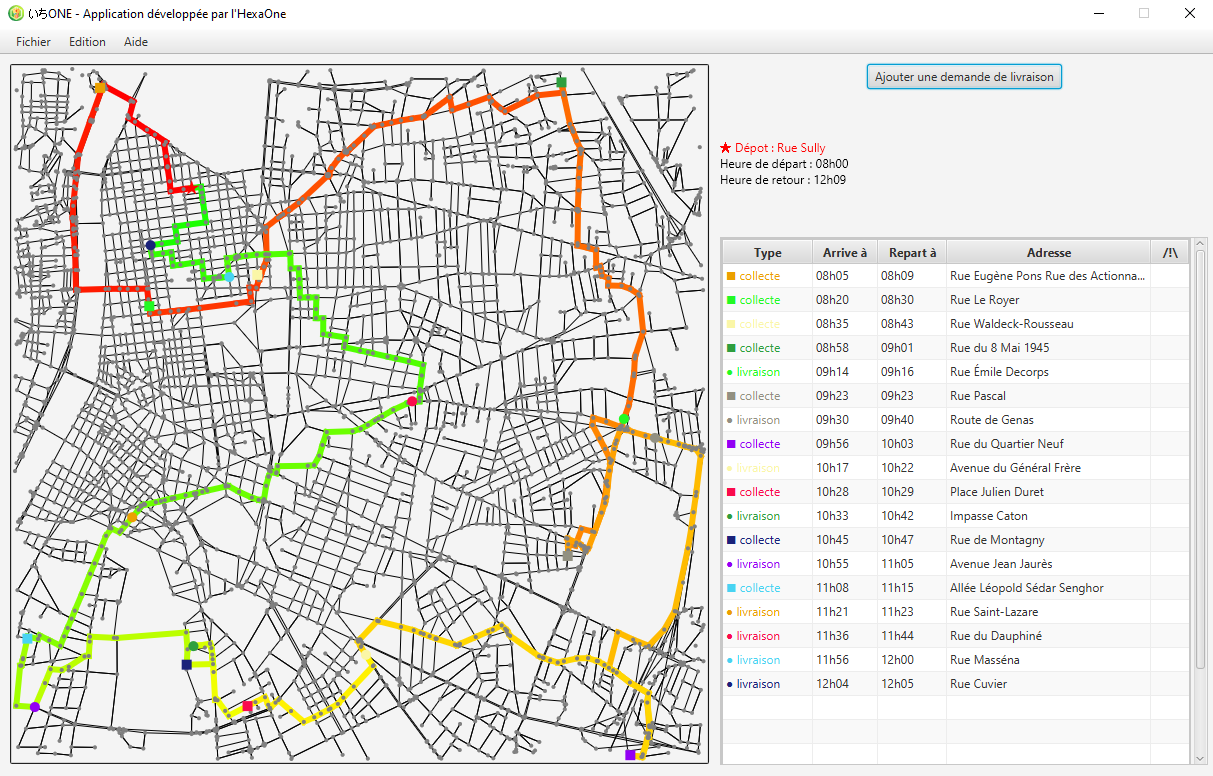 いちONE - Application développée par l'HexaOne
Fichier Edition Aide
Ajouter une demande de livraison
Dépot : Rue Sully
Heure de départ : 08h00
Heure de retour : 12h09
Type Arrive à Repart à Adresse /!\
collecte 08h05 08h09 Rue Eugène Pons Rue des Actionna...
collecte 08h20 08h30 Rue Le Royer
collecte 08h35 08h43 Rue Waldeck-Rousseau
collecte 08h58 09h01 Rue du 8 Mai 1945
livraison 09h14 09h16 Rue Émile Decorps
collecte 09h23 09h23 Rue Pascal
livraison 09h30 09h40 Route de Genas
collecte 09h56 10h03 Rue du Quartier Neuf
livraison 10h17 10h22 Avenue du Général Frère
collecte 10h28 10h29 Place Julien Duret
livraison 10h33 10h42 Impasse Caton
collecte 10h45 10h47 Rue de Montagny
livraison 10h55 11h05 Avenue Jean Jaurès
collecte 11h08 11h15 Allée Léopold Sédar Senghor
livraison 11h21 11h23 Rue Saint-Lazare
livraison 11h36 11h44 Rue du Dauphiné
livraison 11h56 12h00 Rue Masséna
livraison 12h04 12h05 Rue Cuvier